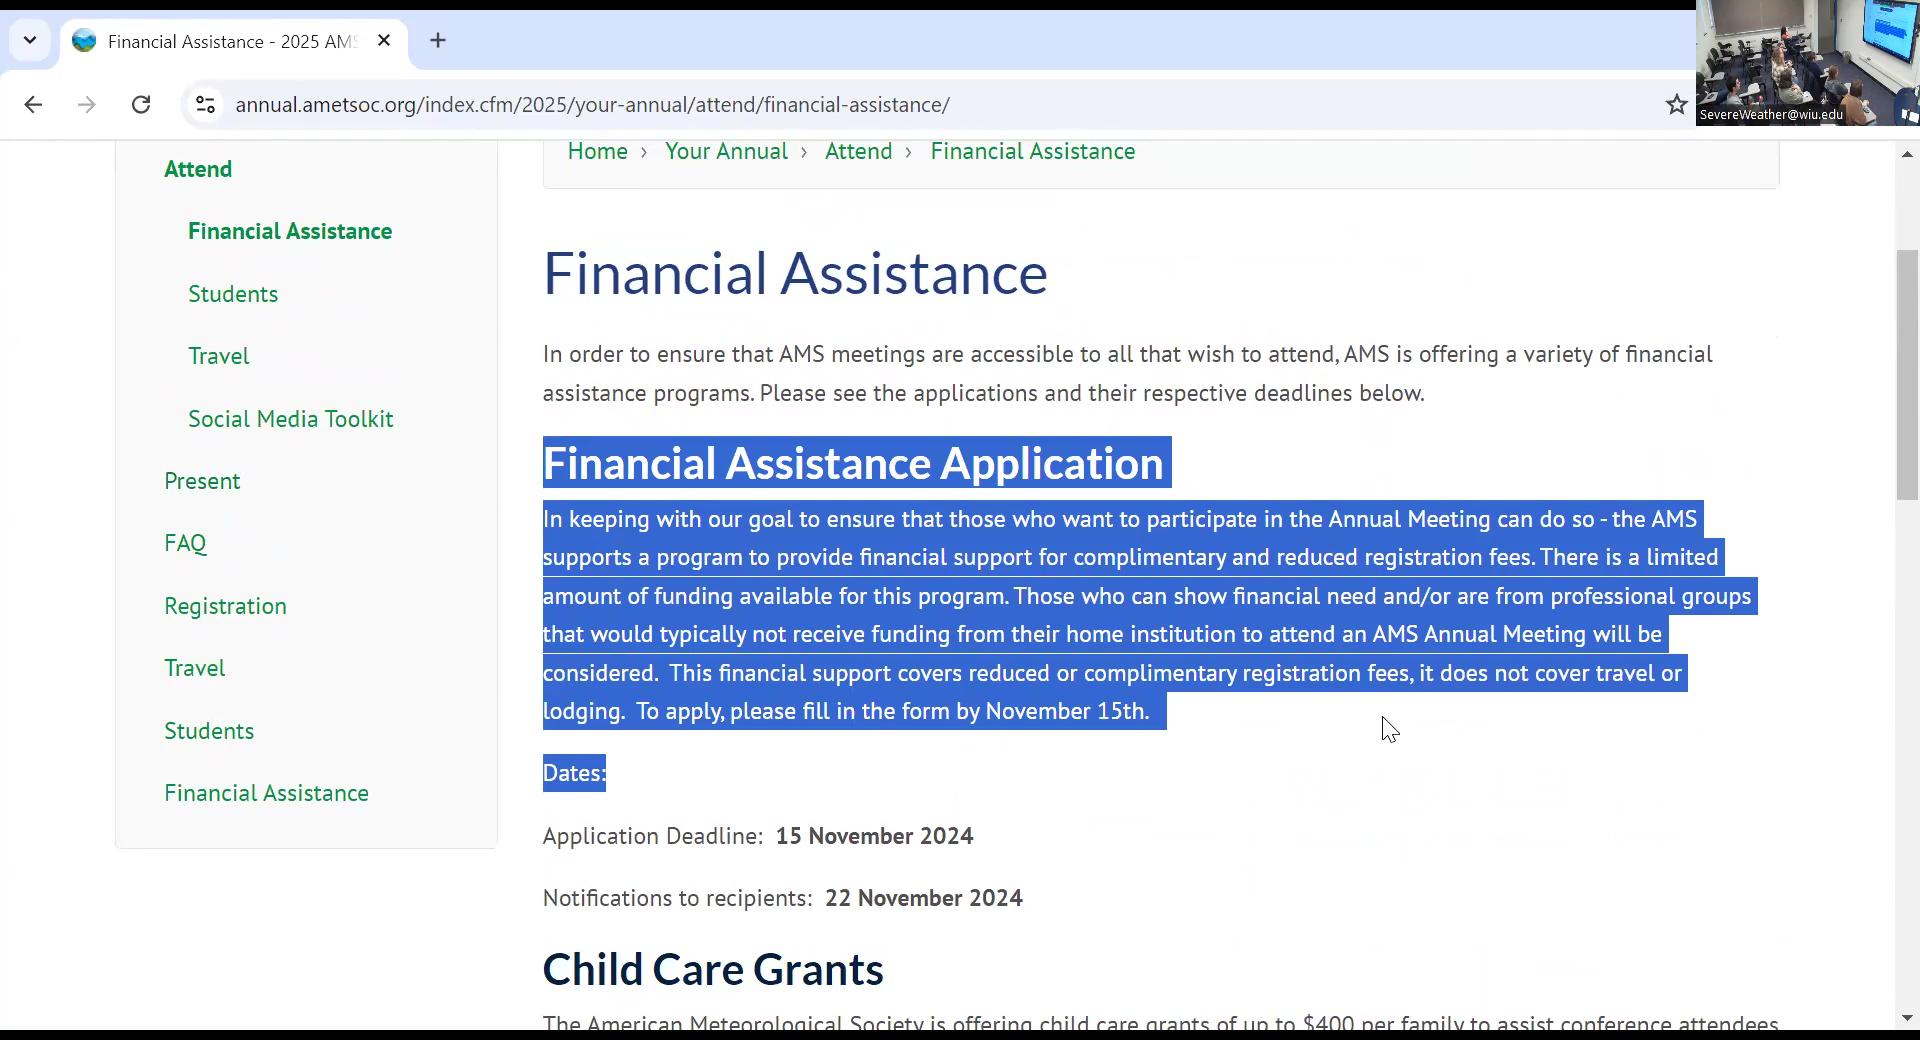 Financial Assistance - 2025 AMS
annual.ametsoc.org/index.cfm/2025/your-annual/attend/financial-assistance/
SevereWeather@wiu.edu
Attend
Financial Assistance
Students
Travel
Social Media Toolkit
Present
FAQ
Registration
Travel
Students
Financial Assistance
Home › Your Annual › Attend › Financial Assistance
Financial Assistance
In order to ensure that AMS meetings are accessible to all that wish to attend, AMS is offering a variety of financial
assistance programs. Please see the applications and their respective deadlines below.
Financial Assistance Application
In keeping with our goal to ensure that those who want to participate in the Annual Meeting can do so - the AMS
supports a program to provide financial support for complimentary and reduced registration fees. There is a limited
amount of funding available for this program. Those who can show financial need and/or are from professional groups
that would typically not receive funding from their home institution to attend an AMS Annual Meeting will be
considered.  This financial support covers reduced or complimentary registration fees, it does not cover travel or
lodging.  To apply, please fill in the form by November 15th.
Dates:
Application Deadline:  15 November 2024
Notifications to recipients:  22 November 2024
Child Care Grants
The American Meteorological Society is offering child care grants of up to $400 per family to assist conference attendees